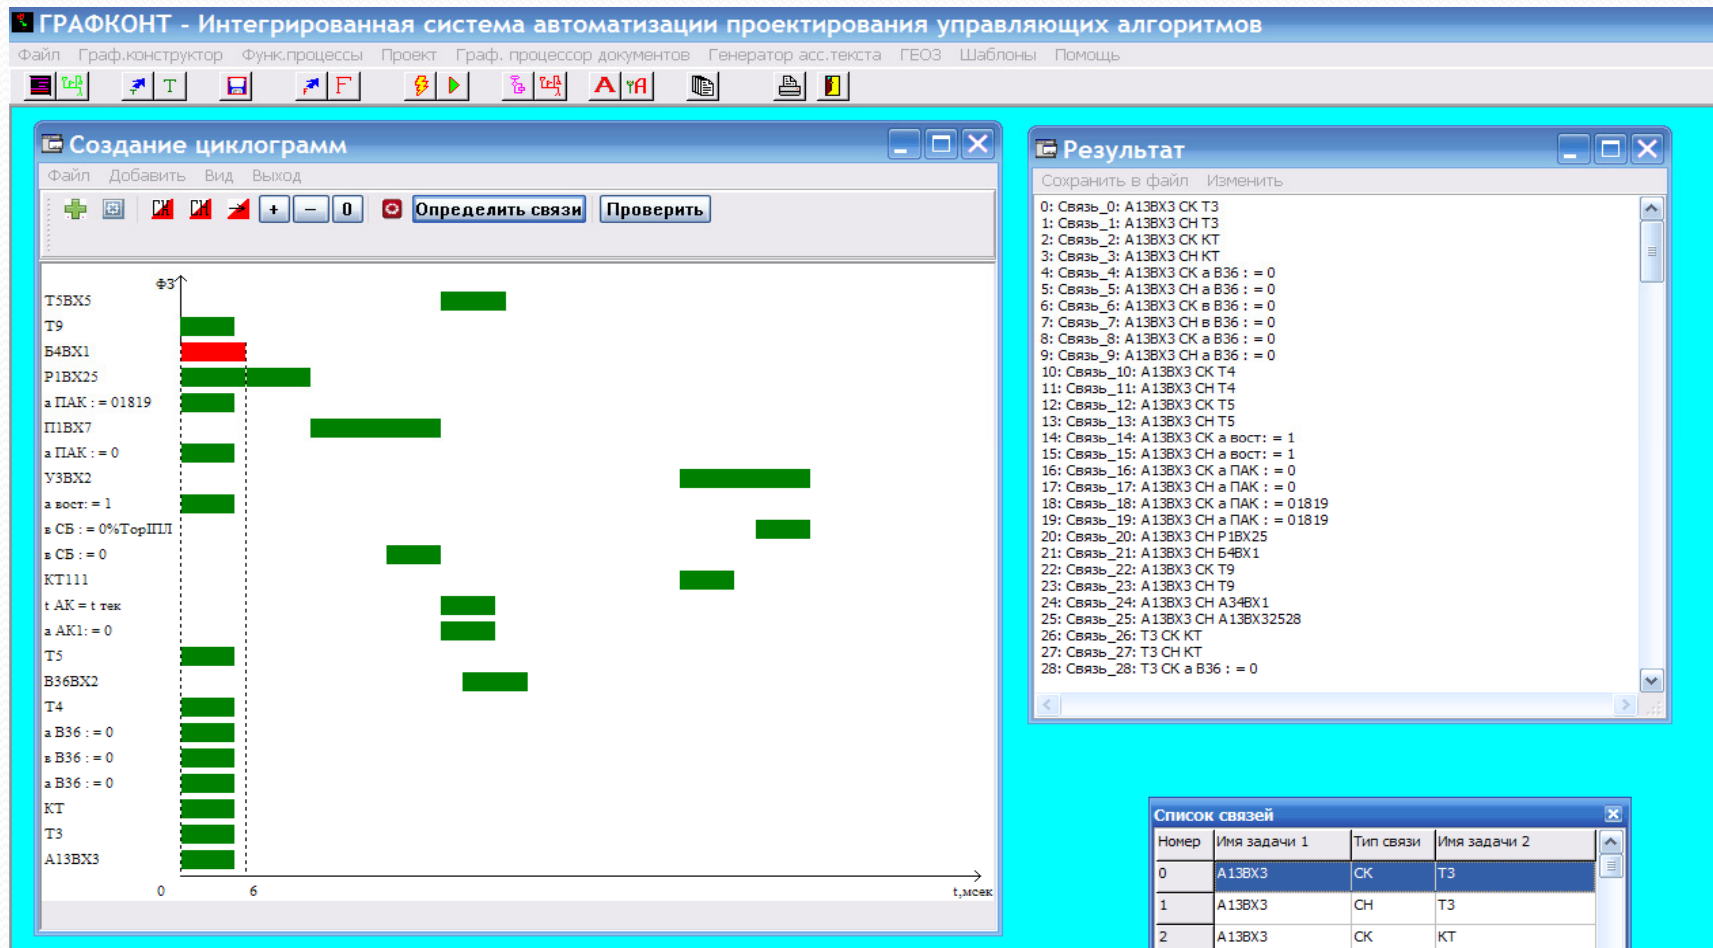 ГРАФКОНТ - Интегрированная система автоматизации проектирования управляющих алгоритмов
Файл Граф.конструктор Функ.процессы Проект Граф. процессор документов Генератор асс.текста ГЕОЗ Шаблоны Помощь
T F A A
Создание циклограмм
Файл Добавить Вид Выход
СК СН + − 0 Определить связи Проверить
ФЗ
Т5ВХ5
Т9
Б4ВХ1
Р1ВХ25
а ПАК : = 01819
П1ВХ7
а ПАК : = 0
У3ВХ2
а вост: = 1
в СБ : = 0%ТорIПЛ
в СБ : = 0
КТ111
t АК = t тек
а АК1: = 0
Т5
В36ВХ2
Т4
а В36 : = 0
в В36 : = 0
а В36 : = 0
КТ
Т3
А13ВХ3
0 6 t,мсек
Результат
Сохранить в файл Изменить
0: Связь_0: А13ВХ3 СК Т3
1: Связь_1: А13ВХ3 СН Т3
2: Связь_2: А13ВХ3 СК КТ
3: Связь_3: А13ВХ3 СН КТ
4: Связь_4: А13ВХ3 СК а В36 : = 0
5: Связь_5: А13ВХ3 СН а В36 : = 0
6: Связь_6: А13ВХ3 СК в В36 : = 0
7: Связь_7: А13ВХ3 СН в В36 : = 0
8: Связь_8: А13ВХ3 СК а В36 : = 0
9: Связь_9: А13ВХ3 СН а В36 : = 0
10: Связь_10: А13ВХ3 СК Т4
11: Связь_11: А13ВХ3 СН Т4
12: Связь_12: А13ВХ3 СК Т5
13: Связь_13: А13ВХ3 СН Т5
14: Связь_14: А13ВХ3 СК а вост: = 1
15: Связь_15: А13ВХ3 СН а вост: = 1
16: Связь_16: А13ВХ3 СК а ПАК : = 0
17: Связь_17: А13ВХ3 СН а ПАК : = 0
18: Связь_18: А13ВХ3 СК а ПАК : = 01819
19: Связь_19: А13ВХ3 СН а ПАК : = 01819
20: Связь_20: А13ВХ3 СН Р1ВХ25
21: Связь_21: А13ВХ3 СН Б4ВХ1
22: Связь_22: А13ВХ3 СК Т9
23: Связь_23: А13ВХ3 СН Т9
24: Связь_24: А13ВХ3 СН А34ВХ1
25: Связь_25: А13ВХ3 СН А13ВХ32528
26: Связь_26: Т3 СК КТ
27: Связь_27: Т3 СН КТ
28: Связь_28: Т3 СК а В36 : = 0
Список связей
Номер Имя задачи 1 Тип связи Имя задачи 2
0 А13ВХ3 СК Т3
1 А13ВХ3 СН Т3
2 А13ВХ3 СК КТ